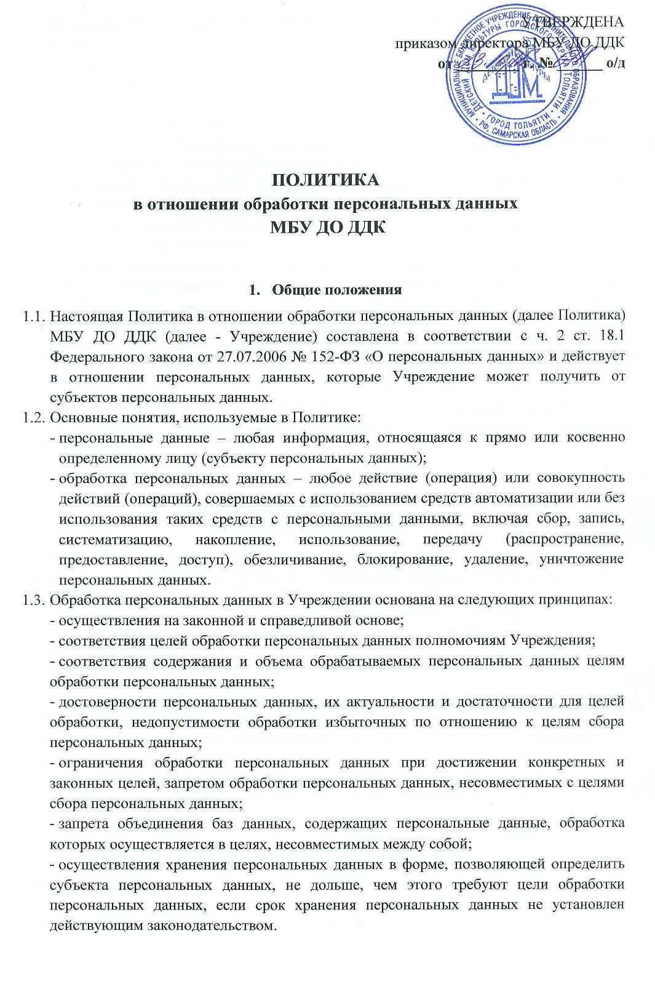 УТВЕРЖДЕНА
приказом директора МБУ ДО ДДК
от г. № о/д
МУНИЦИПАЛЬНОЕ БЮДЖЕТНОЕ УЧРЕЖДЕНИЕ ДОПОЛНИТЕЛЬНОГО ОБРАЗОВАНИЯ
ДЕТСКИЙ ДОМ КУЛЬТУРЫ ГОРОДСКОГО ОКРУГА ТОЛЬЯТТИ
ДЕТСКИЙ КУЛЬТУРЫ
ДОМ
• ГОРОД ТОЛЬЯТТИ •
• РФ, САМАРСКАЯ ОБЛАСТЬ •
ПОЛИТИКА
в отношении обработки персональных данных
МБУ ДО ДДК
1. Общие положения
1.1. Настоящая Политика в отношении обработки персональных данных (далее Политика)
МБУ ДО ДДК (далее - Учреждение) составлена в соответствии с ч. 2 ст. 18.1
Федерального закона от 27.07.2006 № 152-ФЗ «О персональных данных» и действует
в отношении персональных данных, которые Учреждение может получить от
субъектов персональных данных.
1.2. Основные понятия, используемые в Политике:
- персональные данные – любая информация, относящаяся к прямо или косвенно
определенному лицу (субъекту персональных данных);
- обработка персональных данных – любое действие (операция) или совокупность
действий (операций), совершаемых с использованием средств автоматизации или без
использования таких средств с персональными данными, включая сбор, запись,
систематизацию, накопление, использование, передачу (распространение,
предоставление, доступ), обезличивание, блокирование, удаление, уничтожение
персональных данных.
1.3. Обработка персональных данных в Учреждении основана на следующих принципах:
- осуществления на законной и справедливой основе;
- соответствия целей обработки персональных данных полномочиям Учреждения;
- соответствия содержания и объема обрабатываемых персональных данных целям
обработки персональных данных;
- достоверности персональных данных, их актуальности и достаточности для целей
обработки, недопустимости обработки избыточных по отношению к целям сбора
персональных данных;
- ограничения обработки персональных данных при достижении конкретных и
законных целей, запретом обработки персональных данных, несовместимых с целями
сбора персональных данных;
- запрета объединения баз данных, содержащих персональные данные, обработка
которых осуществляется в целях, несовместимых между собой;
- осуществления хранения персональных данных в форме, позволяющей определить
субъекта персональных данных, не дольше, чем этого требуют цели обработки
персональных данных, если срок хранения персональных данных не установлен
действующим законодательством.